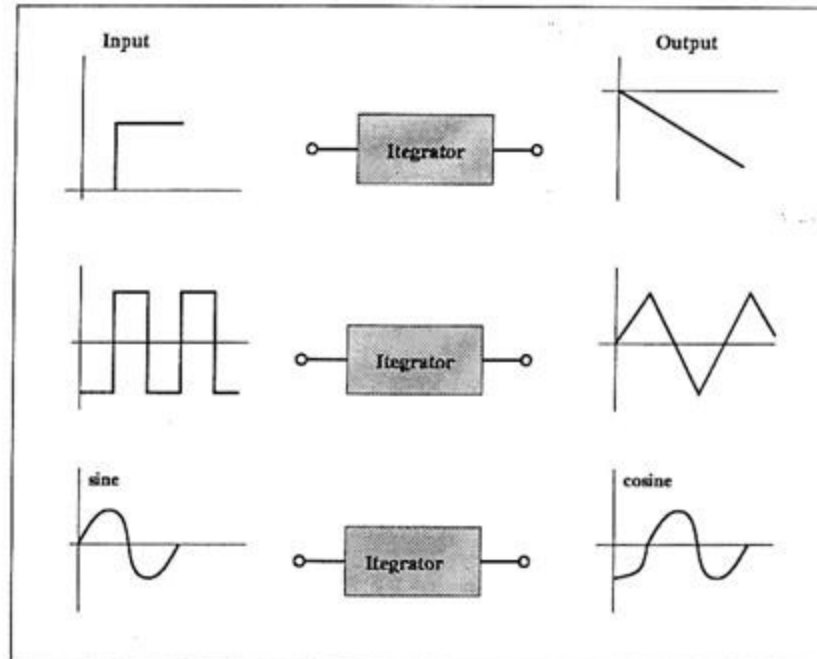 Input
Output
Itegrator
Itegrator
sine
cosine
Itegrator